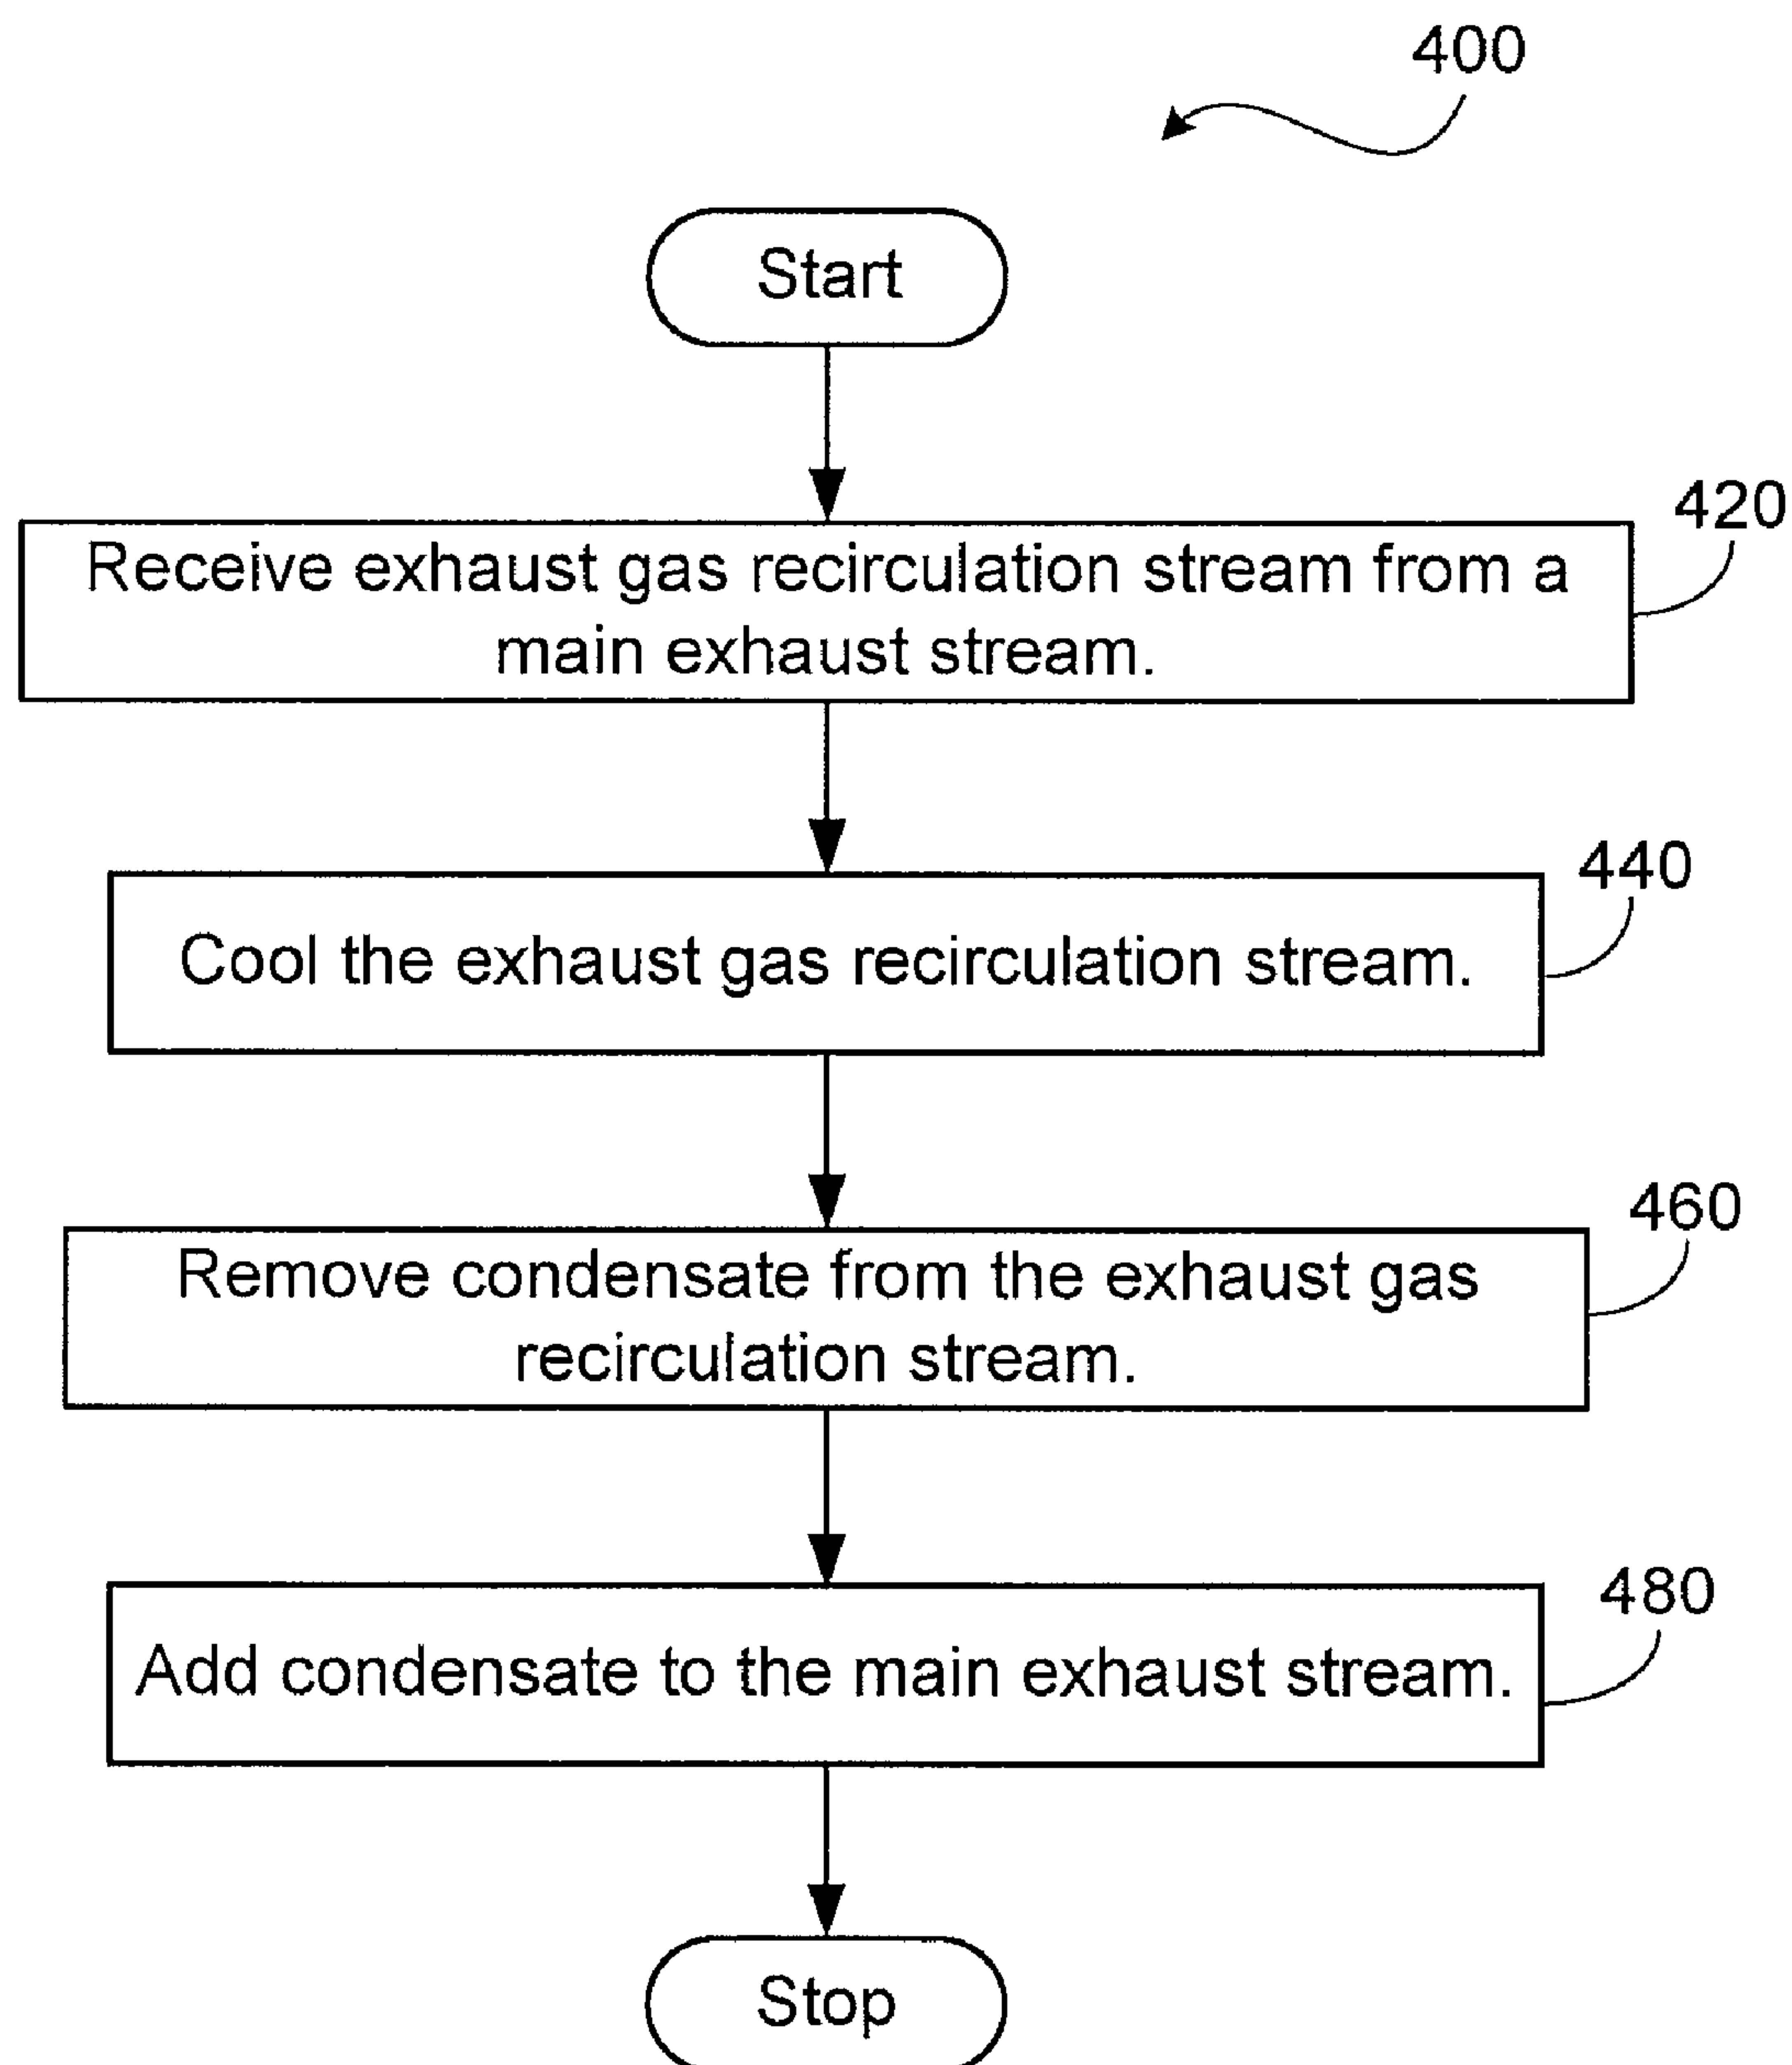 400
Start
420
Receive exhaust gas recirculation stream from a
main exhaust stream.
440
Cool the exhaust gas recirculation stream.
460
Remove condensate from the exhaust gas
recirculation stream.
480
Add condensate to the main exhaust stream.
Stop